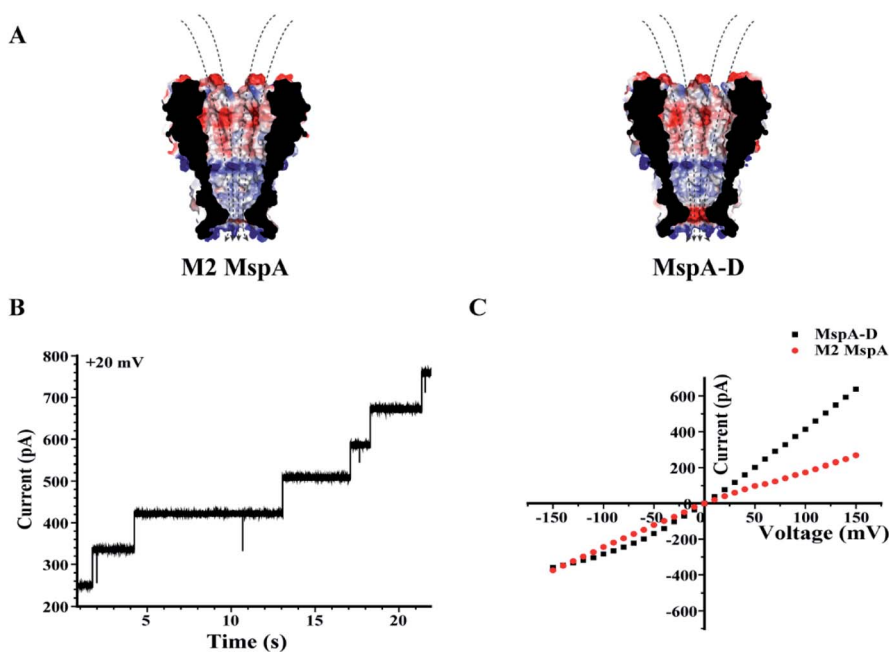 A
M2 MspA
MspA-D
B
+20 mV
800
700
600
500
400
300
200
Current (pA)
5
10
15
20
Time (s)
C
MspA-D
M2 MspA
Current (pA)
600
400
200
0
-200
-400
-600
-150
-100
-50
0
50
100
150
Voltage (mV)